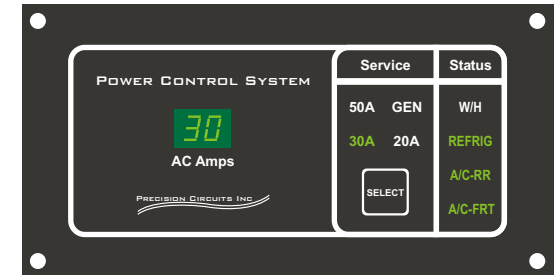 POWER CONTROL SYSTEM
30
AC Amps
PRECISION CIRCUITS INC
Service
50A GEN
30A 20A
SELECT
Status
W/H
REFRIG
A/C-RR
A/C-FRT